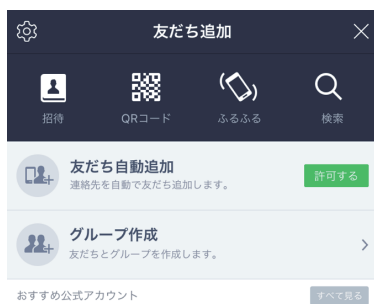 友だち追加
招待
QRコード
ふるふる
検索
友だち自動追加
連絡先を自動で友だち追加します。
許可する
グループ作成
友だちとグループを作成します。
おすすめ公式アカウント
すべて見る